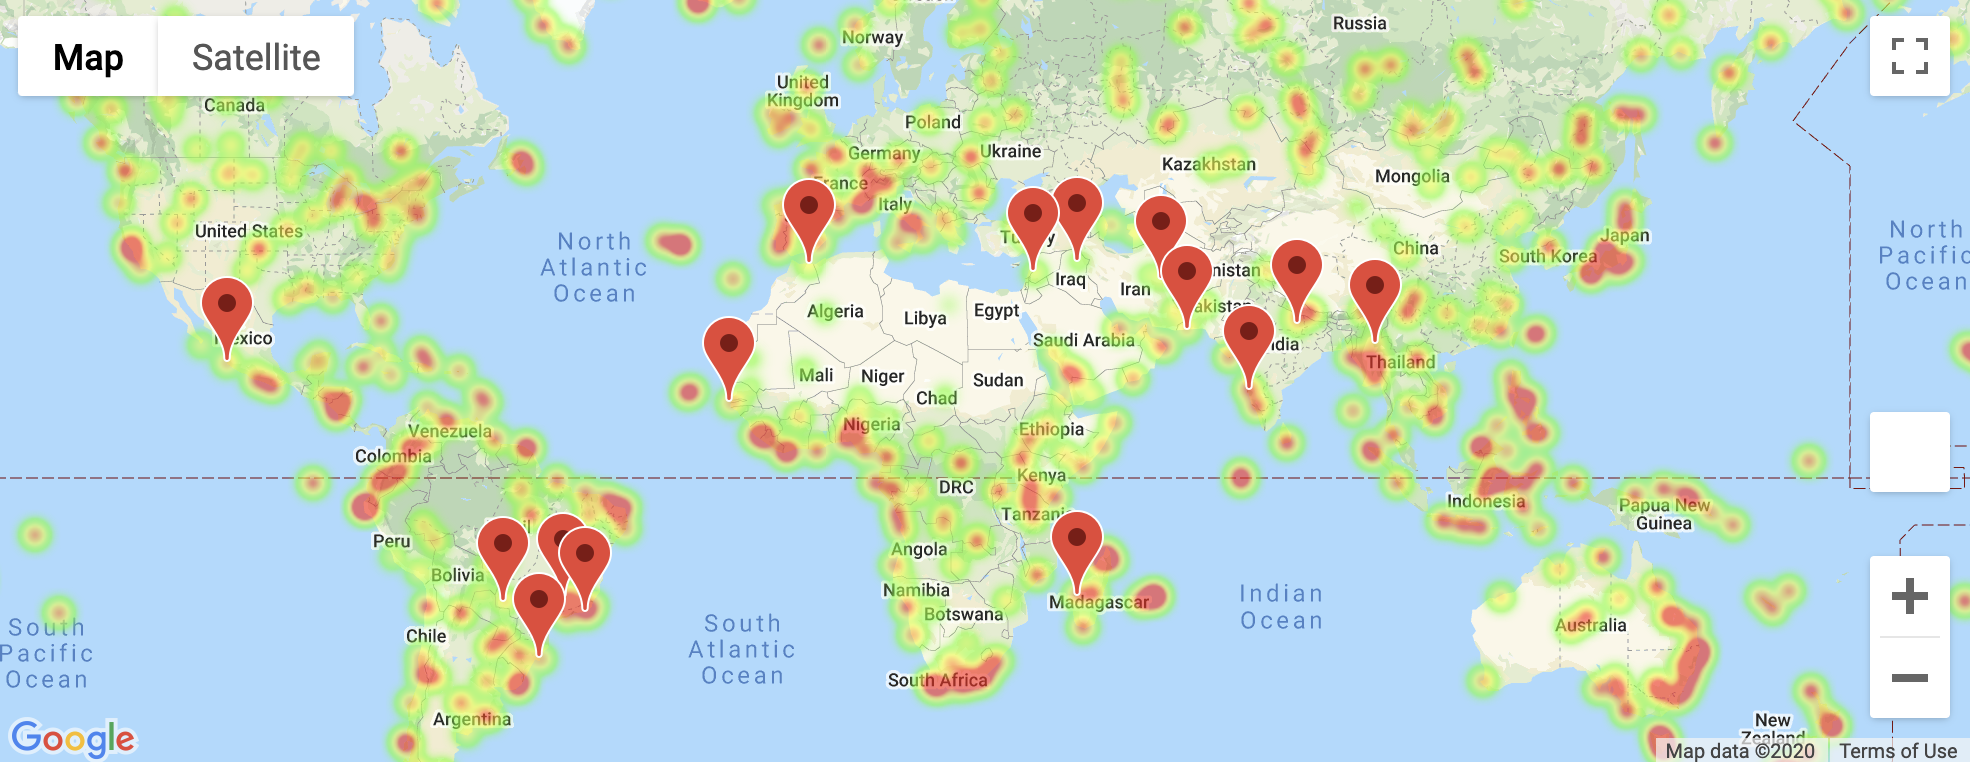 Map
Satellite
Russia
Norway
United
Kingdom
Canada
Poland
Germany
Ukraine
Kazakhstan
Mongolia
France
Italy
United States
North
Atlantic
Ocean
Japan
China
South Korea
North
Pacific
Ocean
Iraq
Iran
Algeria
Libya
Egypt
Saudi Arabia
Thailand
Mali
Niger
Sudan
Chad
Venezuela
Nigeria
Ethiopia
Colombia
Kenya
DRC
Indonesia
Papua New
Guinea
Tanzania
Peru
Angola
Bolivia
Namibia
Madagascar
Botswana
Indian
Ocean
Chile
South
Pacific
Ocean
South
Atlantic
Ocean
Australia
South Africa
Argentina
New
Zealand
Google
Map data ©2020
Terms of Use